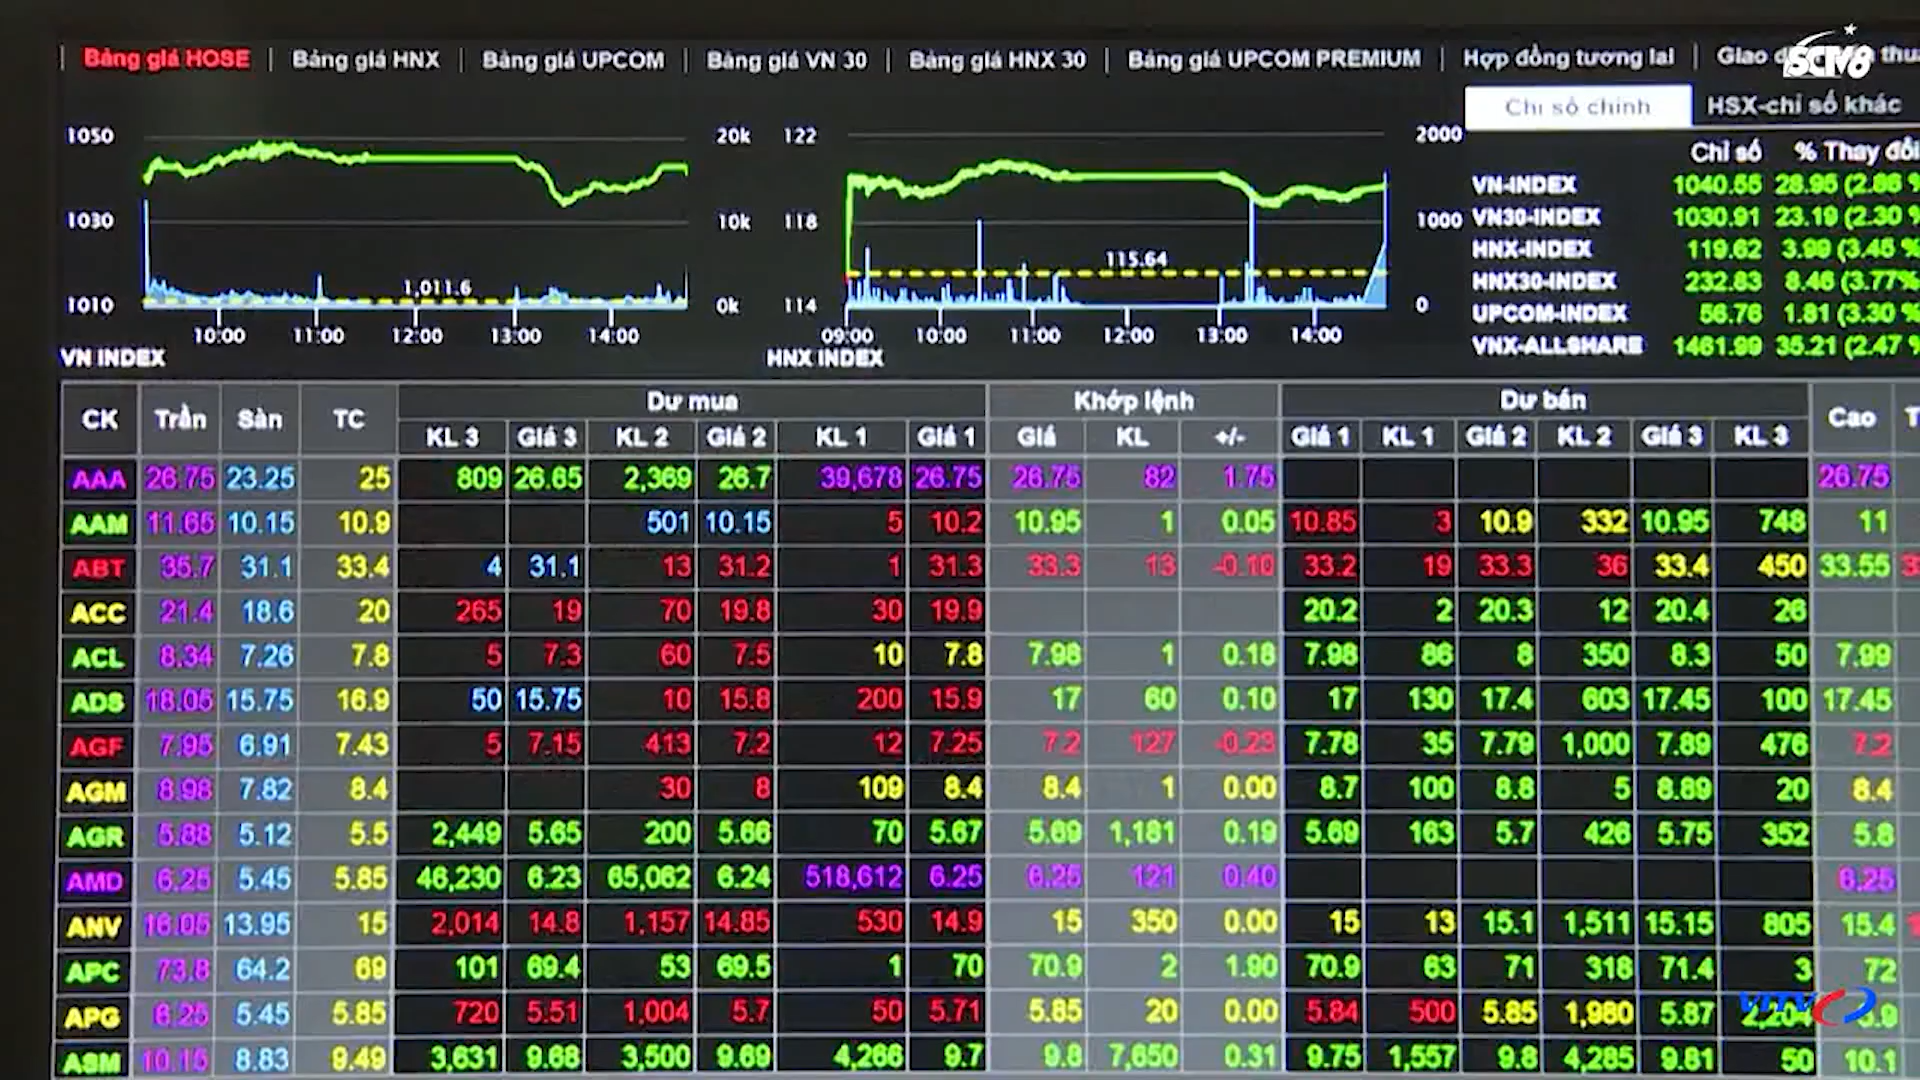 Bảng giá HOSE | Bảng giá HNX | Bảng giá UPCOM | Bảng giá VN 30 | Bảng giá HNX 30 | Bảng giá UPCOM PREMIUM | Hợp đồng tương lai | Giao
SCTV8
Chỉ số chính HSX-chỉ số khác
1050 20k 122 2000
Chỉ số % Thay đổi
VN-INDEX 1040.55 28.95 (2.86 %
VN30-INDEX 1030.91 23.19 (2.30 %
1030 10k 118 1000
HNX-INDEX 119.62 3.99 (3.45 %
HNX30-INDEX 232.83 8.46 (3.77%
UPCOM-INDEX 56.76 1.81 (3.30 %
VNX-ALLSHARE 1461.99 35.21 (2.47 %
1,011.6 115.64
1010 0k 114 0
10:00 11:00 12:00 13:00 14:00 09:00 10:00 11:00 12:00 13:00 14:00
VN INDEX HNX INDEX
CK Trần Sàn TC Dư mua Khớp lệnh Dư bán Cao
KL 3 Giá 3 KL 2 Giá 2 KL 1 Giá 1 Giá KL +/- Giá 1 KL 1 Giá 2 KL 2 Giá 3 KL 3
AAA 26.75 23.25 25 809 26.65 2,369 26.7 39,678 26.75 26.75 82 1.75 26.75
AAM 11.65 10.15 10.9 501 10.15 5 10.2 10.95 1 0.05 10.85 3 10.9 332 10.95 748 11
ABT 35.7 31.1 33.4 4 31.1 13 31.2 1 31.3 33.3 13 -0.10 33.2 19 33.3 36 33.4 450 33.55
ACC 21.4 18.6 20 265 19 70 19.8 30 19.9 20.2 2 20.3 12 20.4 26
ACL 8.34 7.26 7.8 5 7.3 60 7.5 10 7.8 7.98 1 0.18 7.98 86 8 350 8.3 50 7.99
ADS 18.05 15.75 16.9 50 15.75 10 15.8 200 15.9 17 60 0.10 17 130 17.4 603 17.45 100 17.45
AGF 7.95 6.91 7.43 5 7.15 413 7.2 12 7.25 7.2 127 -0.23 7.78 35 7.79 1,000 7.89 476 7.2
AGM 8.98 7.82 8.4 30 8 109 8.4 8.4 1 0.00 8.7 100 8.8 5 8.89 20 8.4
AGR 5.88 5.12 5.5 2,449 5.65 200 5.66 70 5.67 5.69 1,181 0.19 5.69 163 5.7 426 5.75 352 5.8
AMD 6.25 5.45 5.85 46,230 6.23 65,062 6.24 518,612 6.25 6.25 121 0.40 6.25
ANV 16.05 13.95 15 2,014 14.8 1,157 14.85 530 14.9 15 350 0.00 15 13 15.1 1,511 15.15 805 15.4
APC 73.8 64.2 69 101 69.4 53 69.5 1 70 70.9 2 1.90 70.9 63 71 318 71.4 3 72
APG 6.25 5.45 5.85 720 5.51 1,004 5.7 50 5.71 5.85 20 0.00 5.84 500 5.85 1,980 5.87
VITV
ASM 10.15 8.83 9.49 3,631 9.68 3,500 9.69 4,266 9.7 9.8 7,650 0.31 9.75 1,557 9.8 4,285 9.81 50 10.1